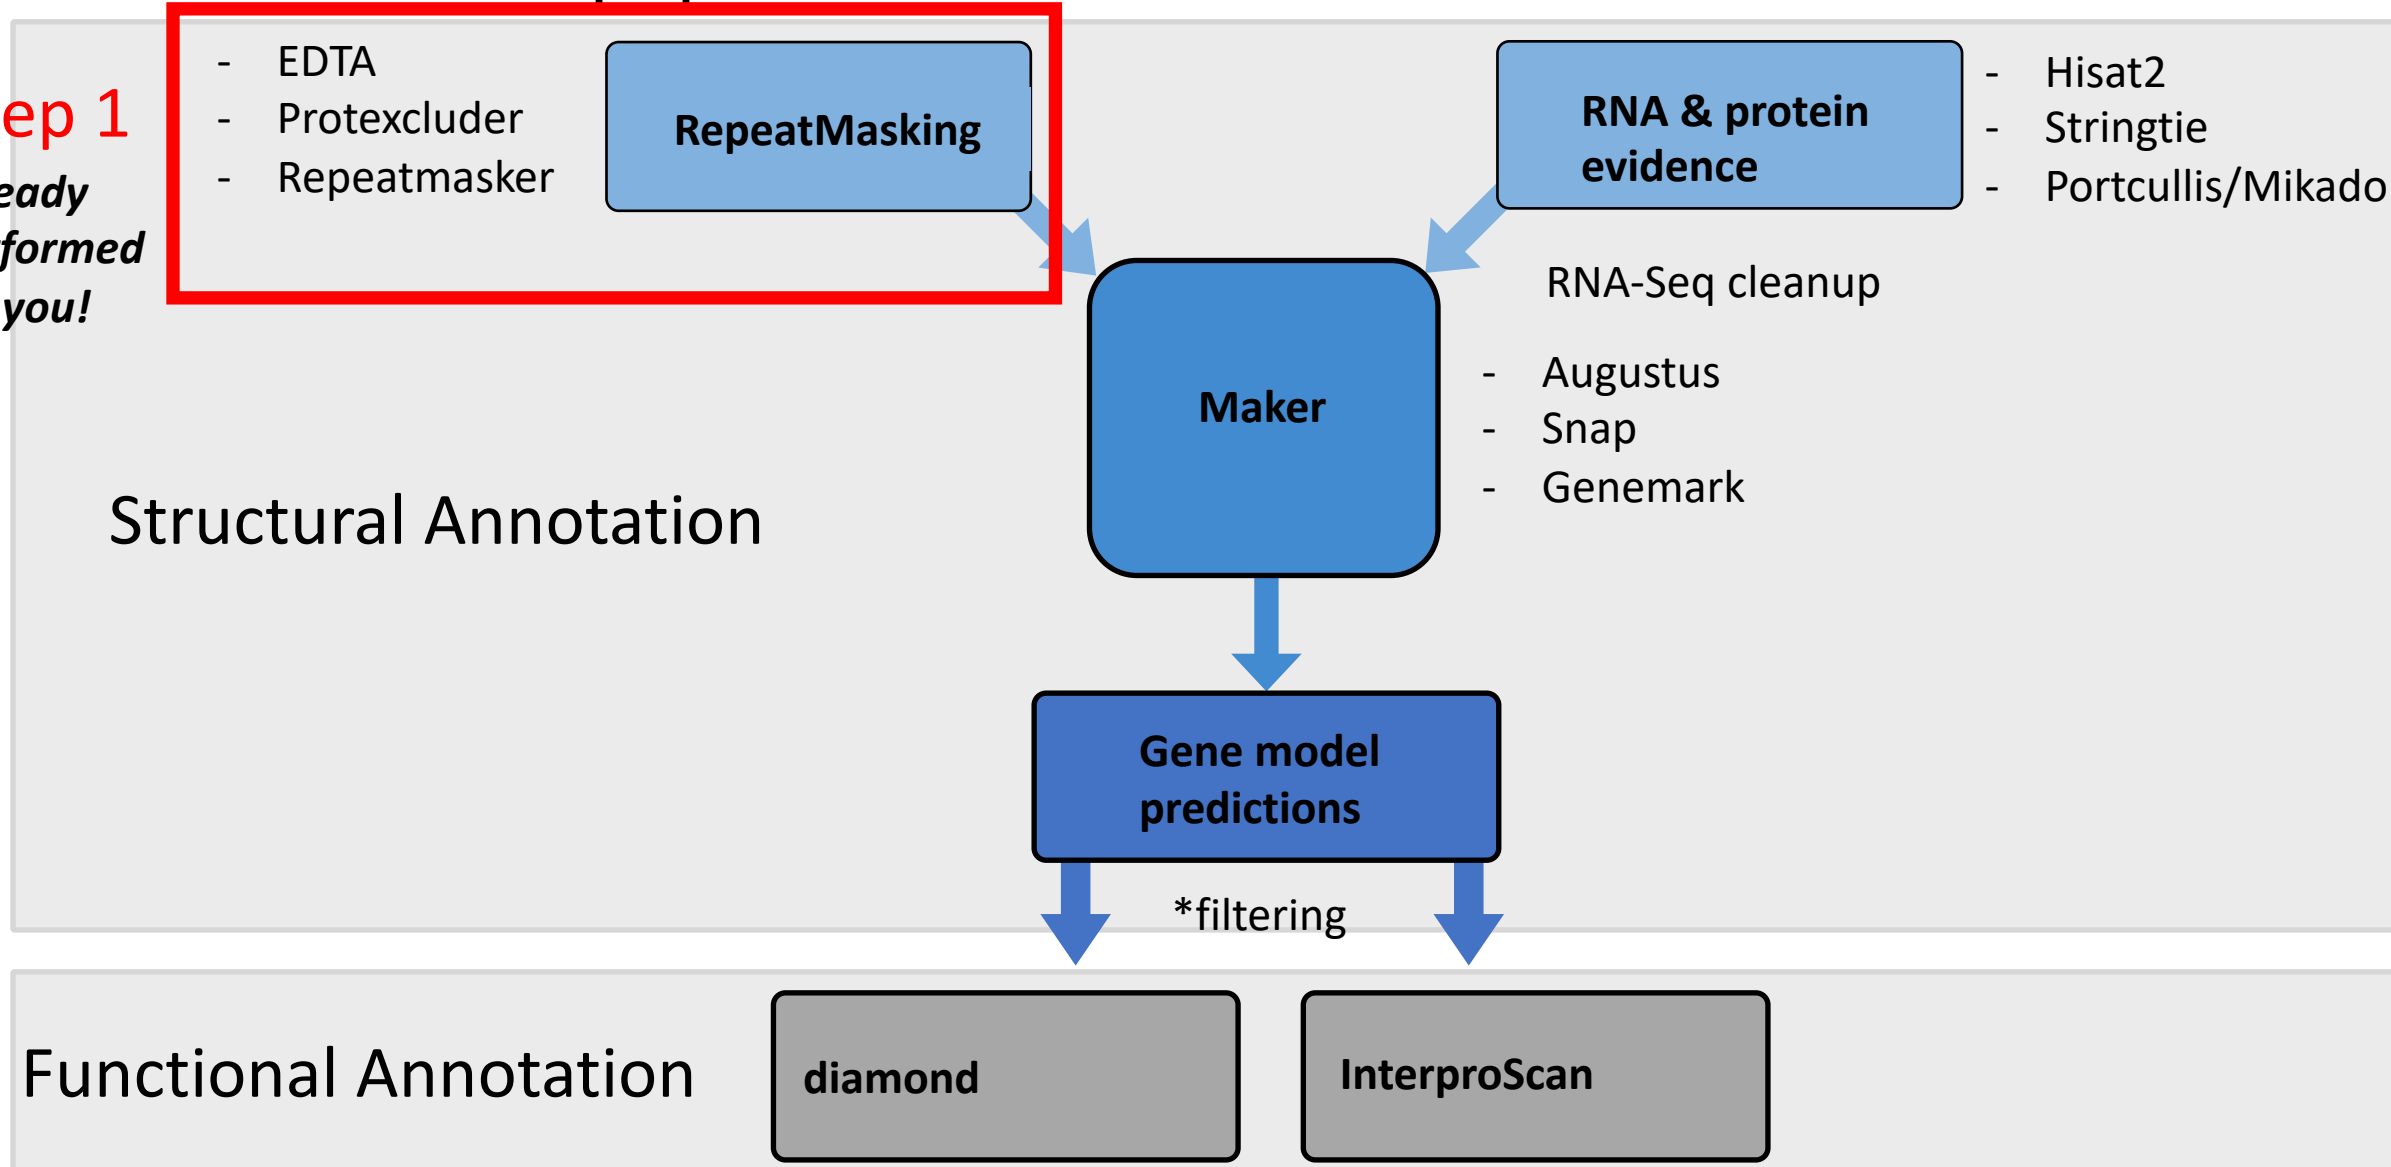 ep 1
eady
formed
you!
- EDTA
- Protexcluder
- Repeatmasker
RepeatMasking
RNA & protein
evidence
- Hisat2
- Stringtie
- Portcullis/Mikado
RNA-Seq cleanup
Maker
- Augustus
- Snap
- Genemark
Structural Annotation
Gene model
predictions
*filtering
Functional Annotation
diamond
InterproScan